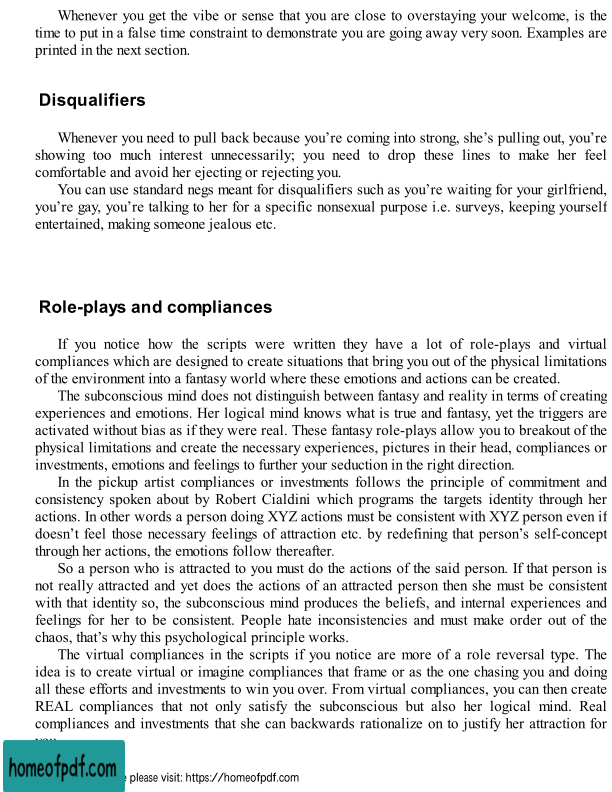 Whenever you get the vibe or sense that you are close to overstaying your welcome, is the
time to put in a false time constraint to demonstrate you are going away very soon. Examples are
printed in the next section.
Disqualifiers
Whenever you need to pull back because you’re coming into strong, she’s pulling out, you’re
showing too much interest unnecessarily; you need to drop these lines to make her feel
comfortable and avoid her ejecting or rejecting you.
You can use standard negs meant for disqualifiers such as you’re waiting for your girlfriend,
you’re gay, you’re talking to her for a specific nonsexual purpose i.e. surveys, keeping yourself
entertained, making someone jealous etc.
Role-plays and compliances
If you notice how the scripts were written they have a lot of role-plays and virtual
compliances which are designed to create situations that bring you out of the physical limitations
of the environment into a fantasy world where these emotions and actions can be created.
The subconscious mind does not distinguish between fantasy and reality in terms of creating
experiences and emotions. Her logical mind knows what is true and fantasy, yet the triggers are
activated without bias as if they were real. These fantasy role-plays allow you to breakout of the
physical limitations and create the necessary experiences, pictures in their head, compliances or
investments, emotions and feelings to further your seduction in the right direction.
In the pickup artist compliances or investments follows the principle of commitment and
consistency spoken about by Robert Cialdini which programs the targets identity through her
actions. In other words a person doing XYZ actions must be consistent with XYZ person even if
doesn’t feel those necessary feelings of attraction etc. by redefining that person’s self-concept
through her actions, the emotions follow thereafter.
So a person who is attracted to you must do the actions of the said person. If that person is
not really attracted and yet does the actions of an attracted person then she must be consistent
with that identity so, the subconscious mind produces the beliefs, and internal experiences and
feelings for her to be consistent. People hate inconsistencies and must make order out of the
chaos, that’s why this psychological principle works.
The virtual compliances in the scripts if you notice are more of a role reversal type. The
idea is to create virtual or imagine compliances that frame or as the one chasing you and doing
all these efforts and investments to win you over. From virtual compliances, you can then create
REAL compliances that not only satisfy the subconscious but also her logical mind. Real
compliances and investments that she can backwards rationalize on to justify her attraction for
homeofpdf.com
please visit: https://homeofpdf.com